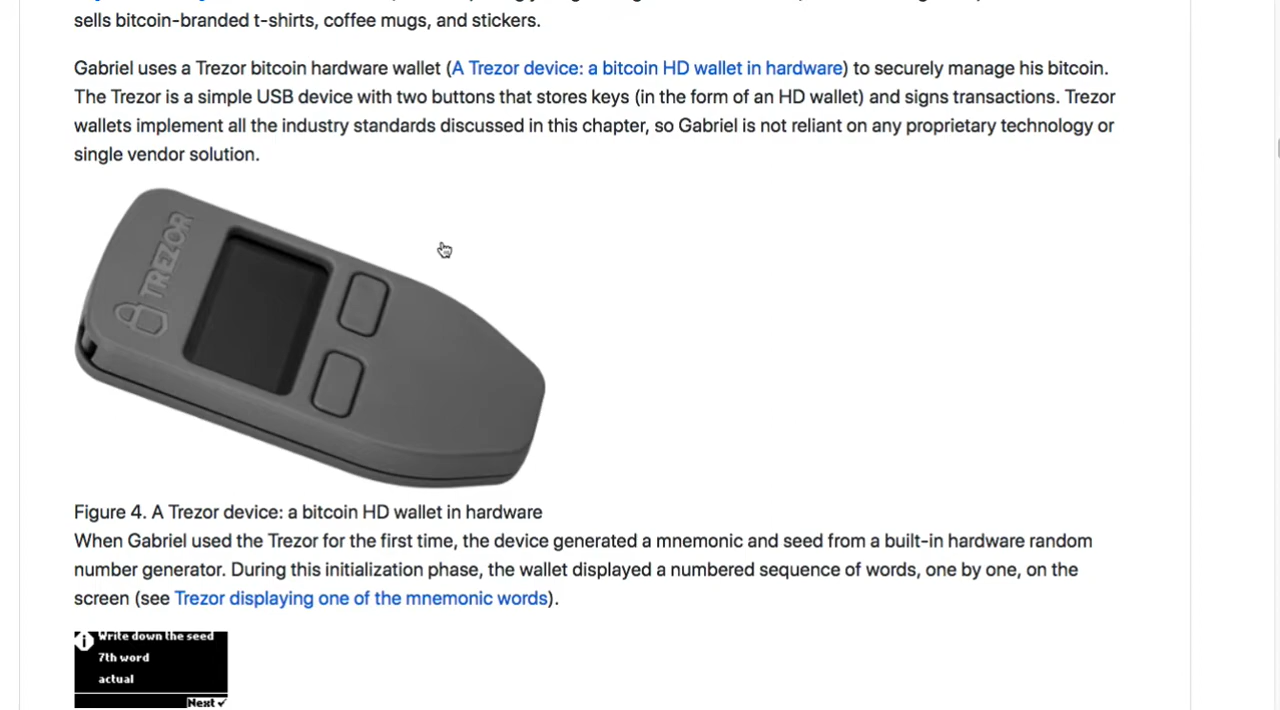 sells bitcoin-branded t-shirts, coffee mugs, and stickers.
Gabriel uses a Trezor bitcoin hardware wallet (A Trezor device: a bitcoin HD wallet in hardware) to securely manage his bitcoin.
The Trezor is a simple USB device with two buttons that stores keys (in the form of an HD wallet) and signs transactions. Trezor
wallets implement all the industry standards discussed in this chapter, so Gabriel is not reliant on any proprietary technology or
single vendor solution.
TREZOR
Figure 4. A Trezor device: a bitcoin HD wallet in hardware
When Gabriel used the Trezor for the first time, the device generated a mnemonic and seed from a built-in hardware random
number generator. During this initialization phase, the wallet displayed a numbered sequence of words, one by one, on the
screen (see Trezor displaying one of the mnemonic words).
Write down the seed
7th word
actual
Next ✓